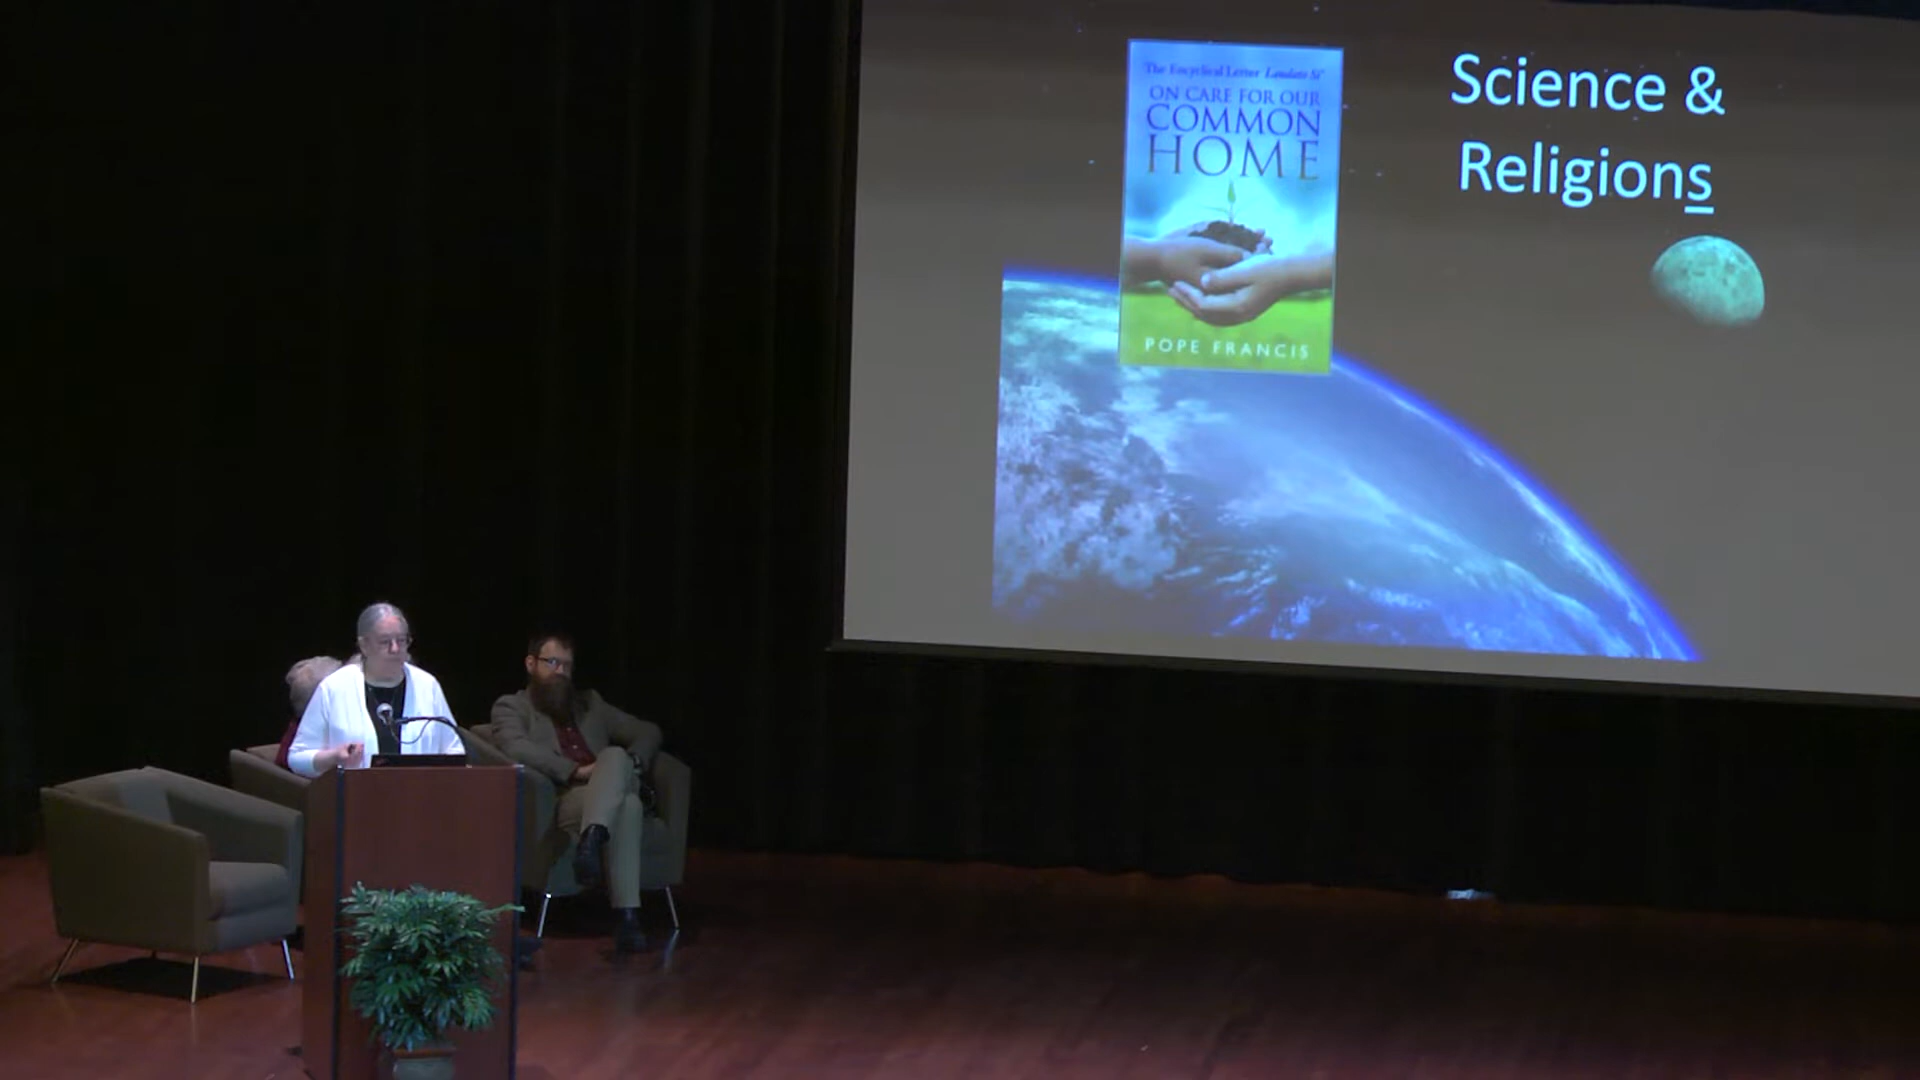 The Encyclical Letter Laudato Si'
ON CARE FOR OUR
COMMON
HOME
POPE FRANCIS
Science &
Religions